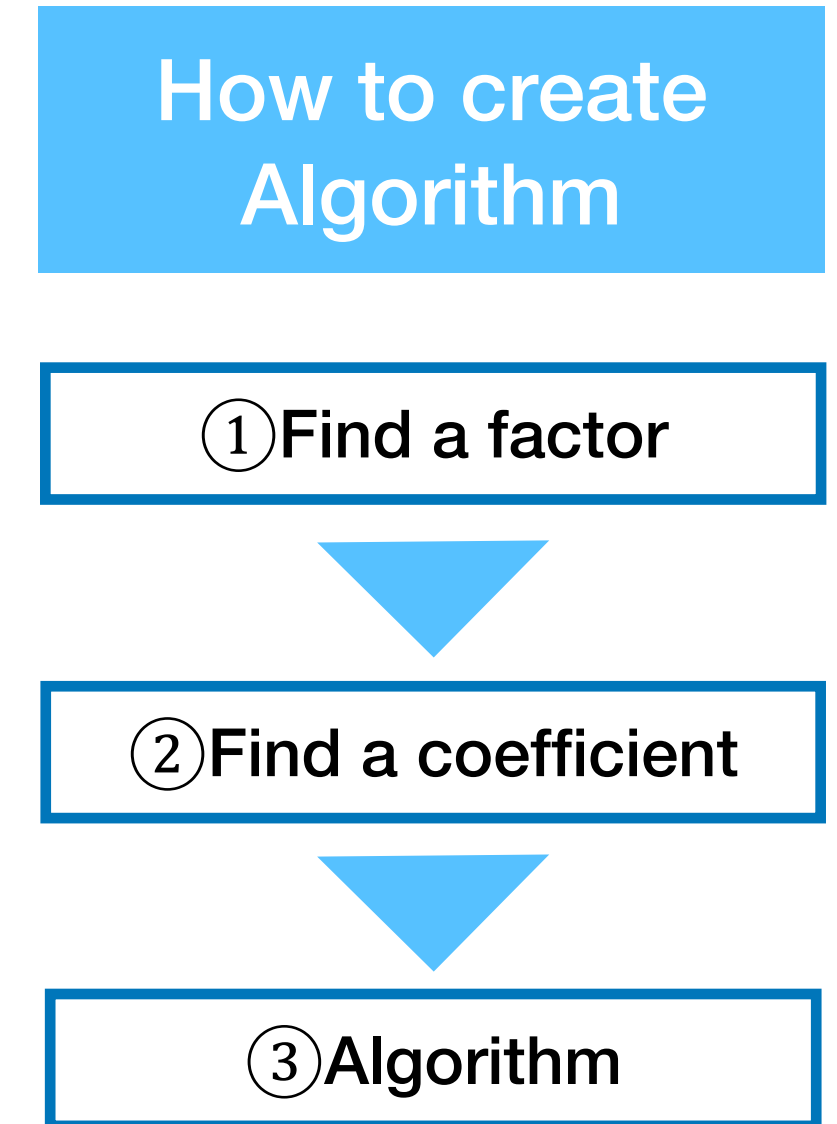 How to create
Algorithm
①Find a factor
②Find a coefficient
③Algorithm